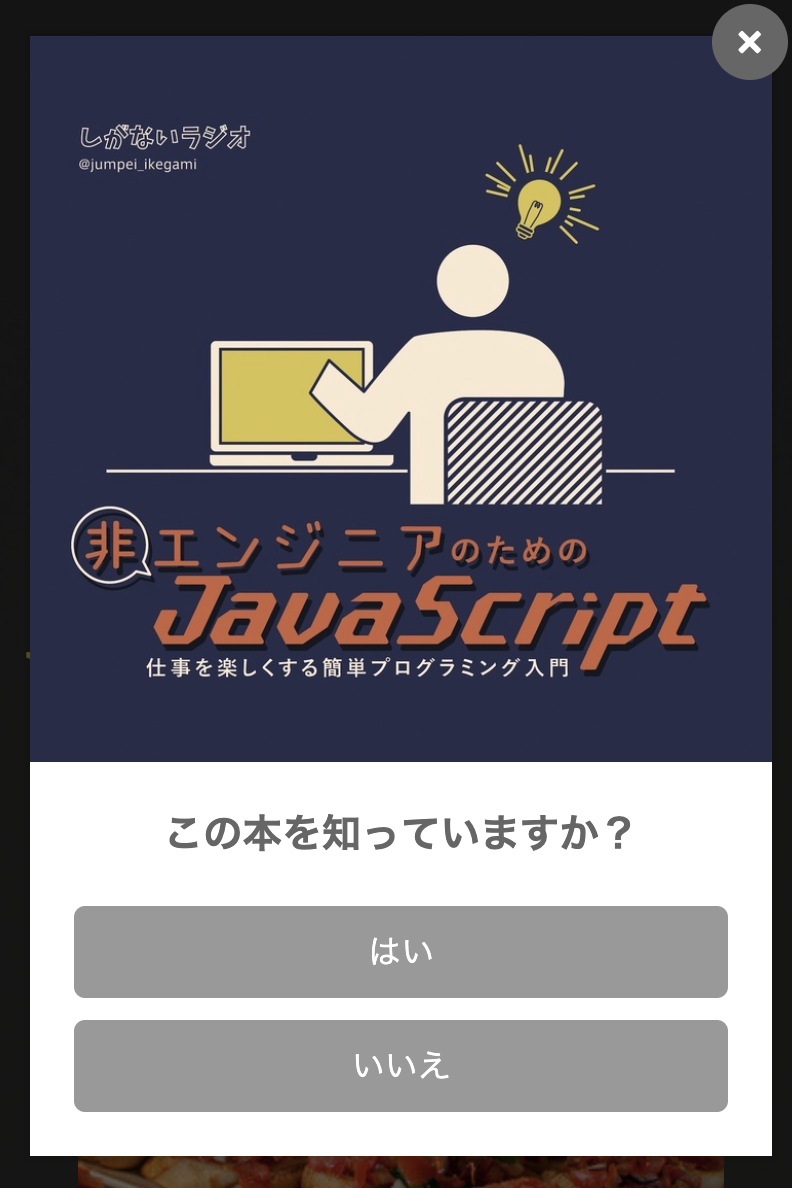 しがないラジオ
@jumpei_ikegami
非エンジニアのための
JavaScript
仕事を楽しくする簡単プログラミング入門
この本を知っていますか？
はい
いいえ